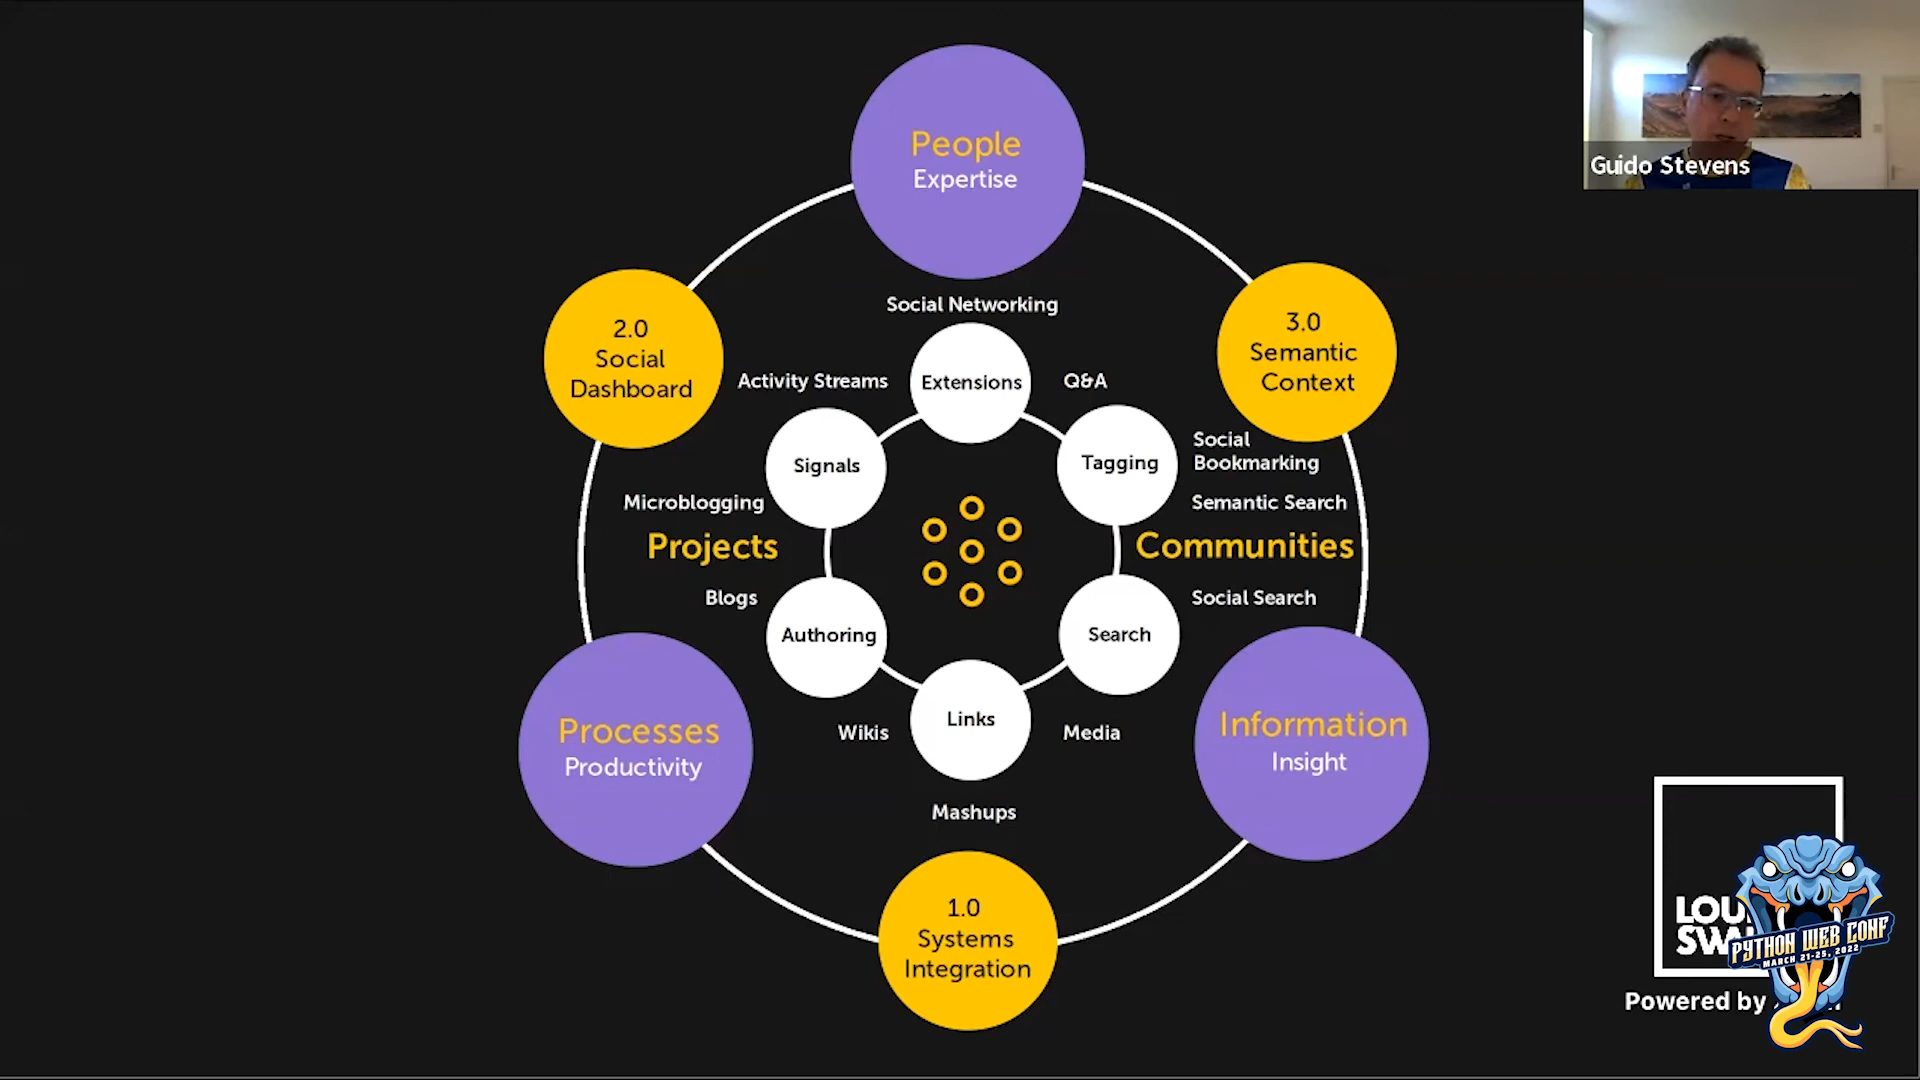 People
Expertise
Guido Stevens
2.0
Social
Dashboard
3.0
Semantic
Context
Social Networking
Activity Streams
Extensions
Q&A
Signals
Tagging
Social
Bookmarking
Microblogging
Semantic Search
Projects
Communities
Blogs
Social Search
Authoring
Search
Processes
Productivity
Links
Information
Insight
Wikis
Media
Mashups
1.0
Systems
Integration
PYTHON WEB CONF
MARCH 21-25, 2022
Powered by